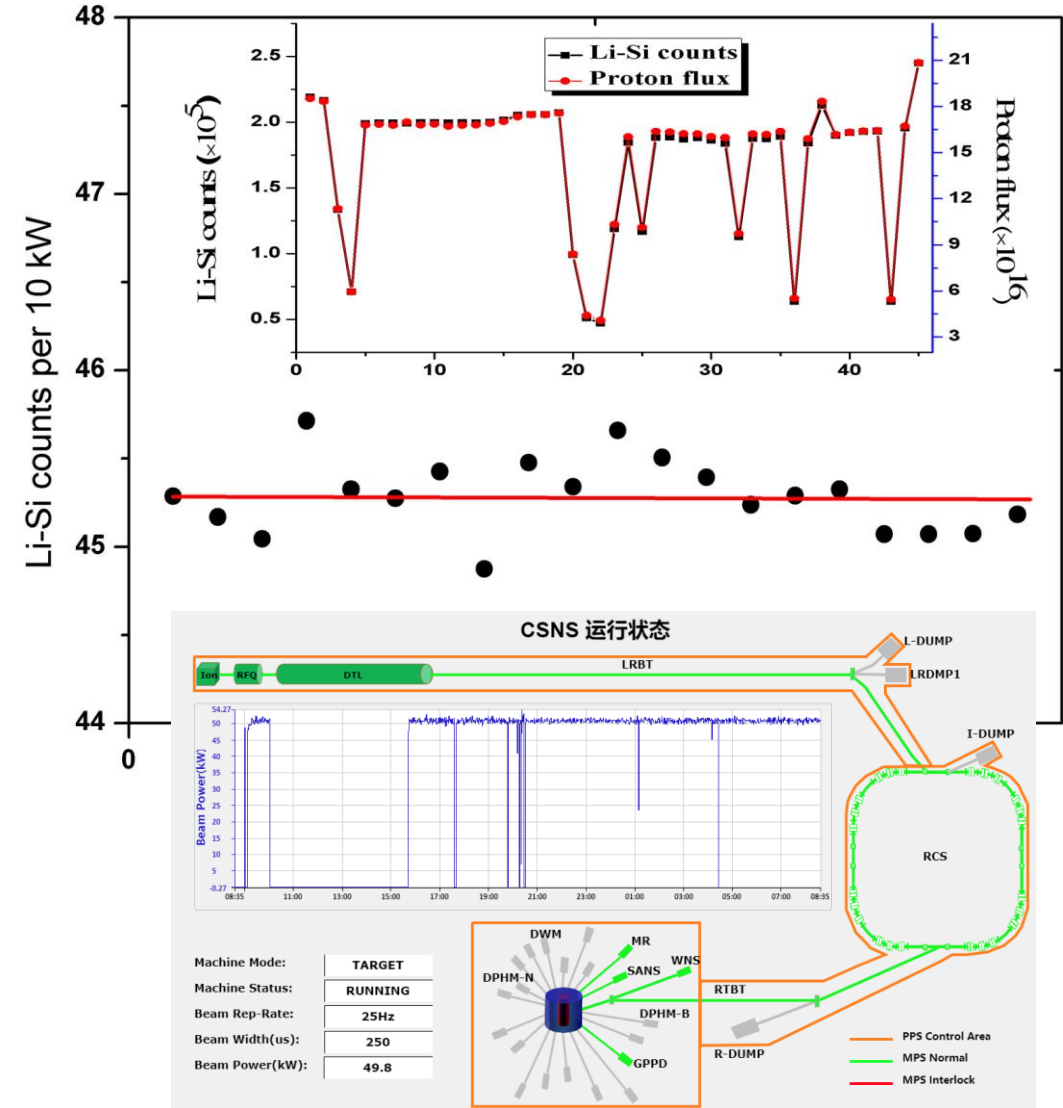 Li-Si counts per 10 kW
48
47
46
45
44
0
Li-Si counts (×10^5)
2.5
2.0
1.5
1.0
0.5
Li-Si counts
Proton flux
Proton flux (×10^16)
21
18
15
12
9
6
3
0 10 20 30 40
CSNS 运行状态
L-DUMP
LRBT
Ion RFQ DTL
LRDMP1
I-DUMP
RCS
Beam Power(kW)
54.27
50
45
40
35
30
25
20
15
10
5
-0.27
08:35 11:00 13:00 15:00 17:00 19:00 21:00 23:00 01:00 03:00 05:00 07:00 08:35
Machine Mode: TARGET
Machine Status: RUNNING
Beam Rep-Rate: 25Hz
Beam Width(us): 250
Beam Power(kW): 49.8
DWM
MR
WNS
SANS
DPHM-N
DPHM-B
GPPD
RTBT
R-DUMP
PPS Control Area
MPS Normal
MPS Interlock